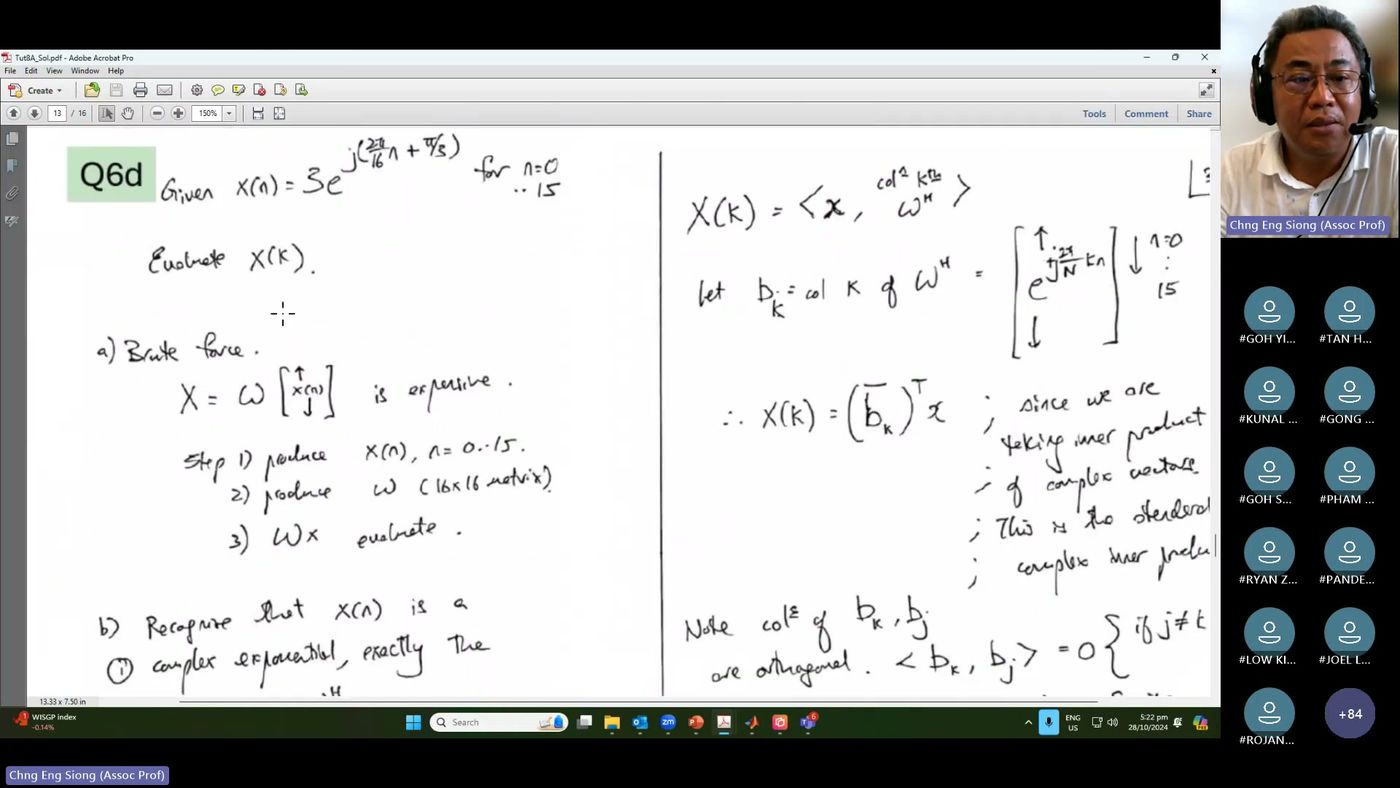 Tut8A_Sol.pdf - Adobe Acrobat Pro
File Edit View Window Help
Create
13 / 16
150%
Tools Comment Share
Q6d
Given x(n) = 3e^{j(2π/16 n + π/3)} for n=0 .. 15
Evaluate X(k).
a) Brute force.
X = W [↑ x(n) ↓] is expensive.
Step 1) produce x(n), n = 0..15.
2) produce W (16x16 matrix)
3) Wx evaluate.
b) Recognize that x(n) is a
① complex exponential, exactly the
H
X(k) = < x, col² kth W^H >
let b_k = col k of W^H = [↑ e^{+j 2π/N kn} ↓] ↓ n=0 : 15
∴ X(k) = (b̄_k)^T x ; since we are
taking inner product
; of complex vectors
; This is the standard
; complex inner produ
Note col² of b_k, b_j
are orthogonal. < b_k, b_j > = 0 { if j≠k
13.33 x 7.50 in
WISGP index
-0.14%
Search
ENG
US
5:22 pm
28/10/2024
Chng Eng Siong (Assoc Prof)
#GOH YI...
#TAN H...
#KUNAL ...
#GONG ...
#GOH S...
#PHAM ...
#RYAN Z...
#PANDE...
#LOW KI...
#JOEL L...
#ROJAN...
+84
Chng Eng Siong (Assoc Prof)